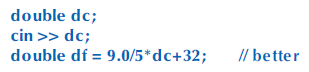 double dc;
cin >> dc;
double df = 9.0/5*dc+32; // better